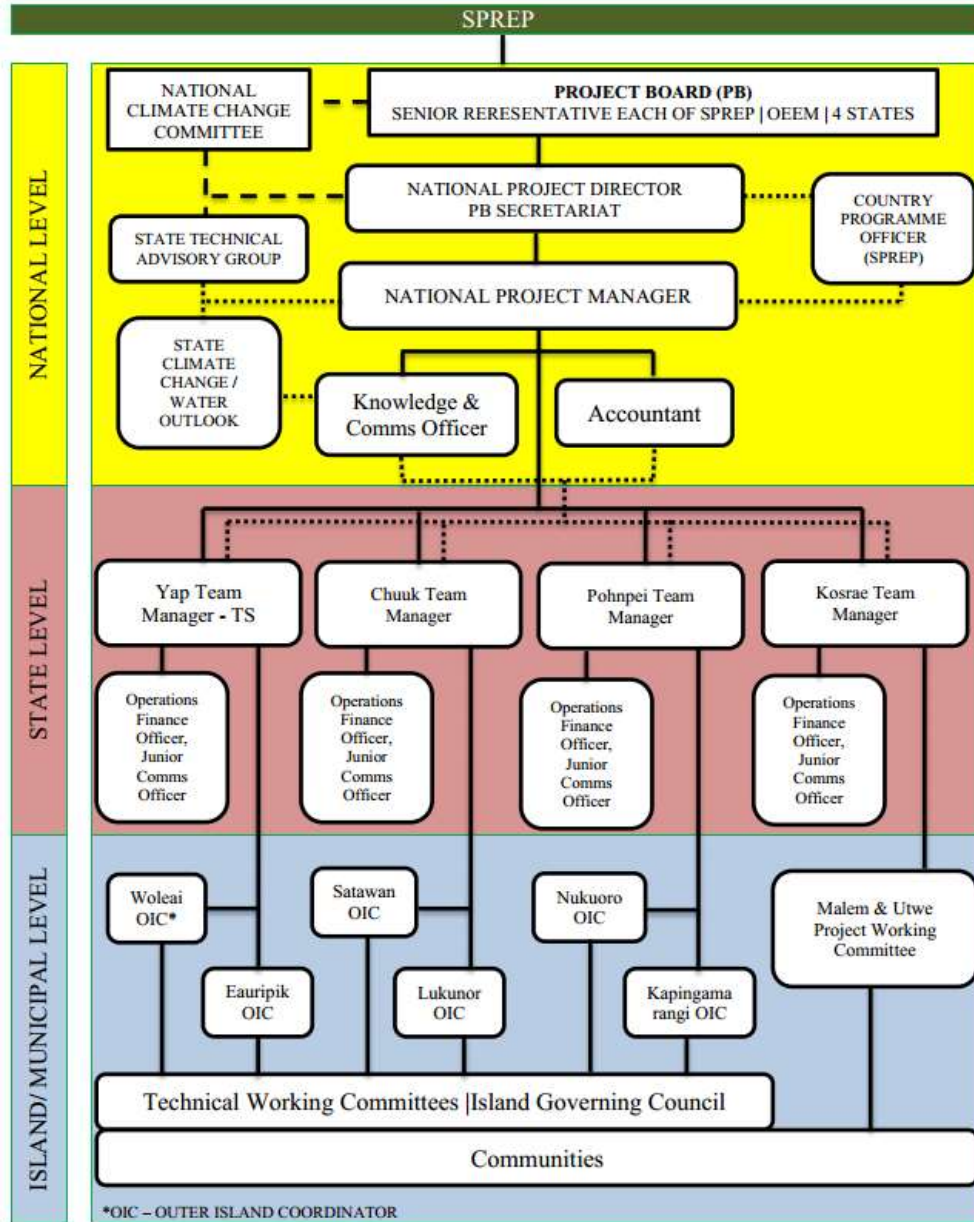 SPREP
NATIONAL LEVEL
NATIONAL
CLIMATE CHANGE
COMMITTEE
PROJECT BOARD (PB)
SENIOR RERESENTATIVE EACH OF SPREP | OEEM | 4 STATES
NATIONAL PROJECT DIRECTOR
PB SECRETARIAT
COUNTRY
PROGRAMME
OFFICER
(SPREP)
STATE TECHNICAL
ADVISORY GROUP
NATIONAL PROJECT MANAGER
STATE
CLIMATE
CHANGE /
WATER
OUTLOOK
Knowledge &
Comms Officer
Accountant
STATE LEVEL
Yap Team
Manager - TS
Chuuk Team
Manager
Pohnpei Team
Manager
Kosrae Team
Manager
Operations
Finance
Officer,
Junior
Comms
Officer
Operations
Finance
Officer,
Junior
Comms
Officer
Operations
Finance
Officer,
Junior
Comms
Officer
Operations
Finance
Officer,
Junior
Comms
Officer
ISLAND/ MUNICIPAL LEVEL
Woleai
OIC*
Satawan
OIC
Nukuoro
OIC
Malem & Utwe
Project Working
Committee
Eauripik
OIC
Lukunor
OIC
Kapingama
rangi OIC
Technical Working Committees |Island Governing Council
Communities
*OIC – OUTER ISLAND COORDINATOR